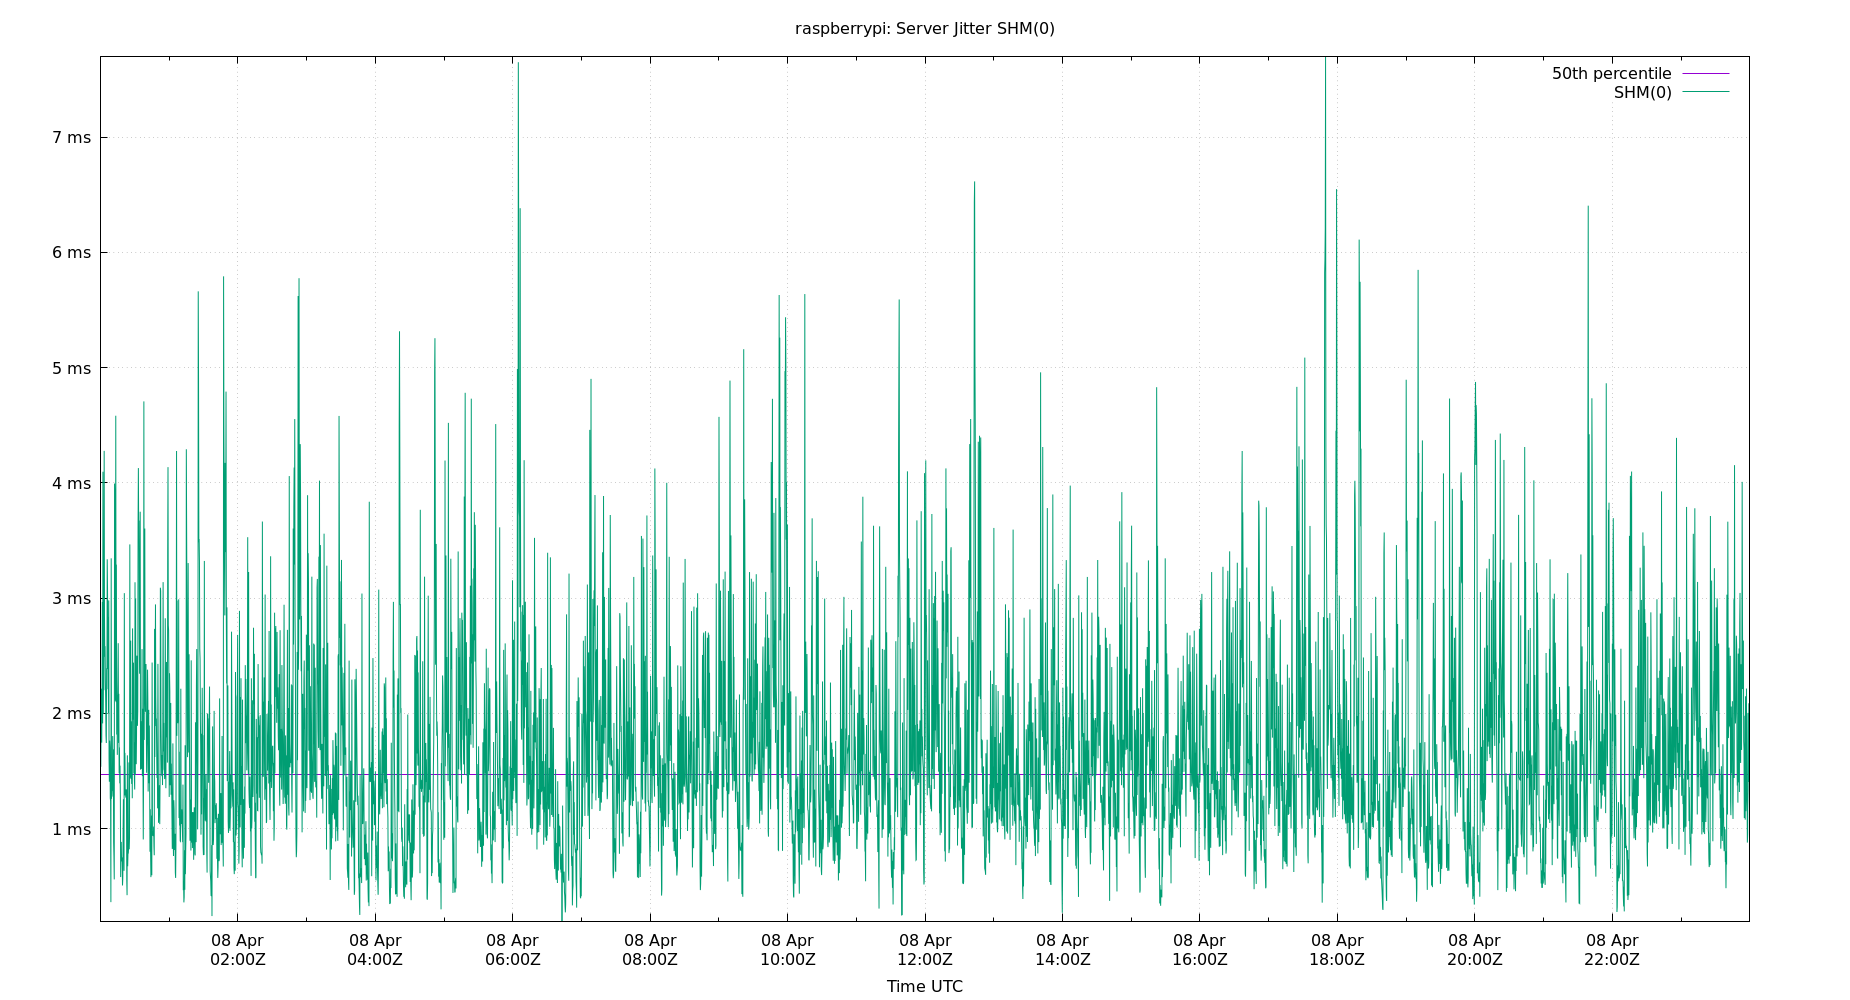 raspberrypi: Server Jitter SHM(0)
50th percentile
SHM(0)
7 ms
6 ms
5 ms
4 ms
3 ms
2 ms
1 ms
08 Apr 08 Apr 08 Apr 08 Apr 08 Apr 08 Apr 08 Apr 08 Apr 08 Apr 08 Apr 08 Apr
02:00Z 04:00Z 06:00Z 08:00Z 10:00Z 12:00Z 14:00Z 16:00Z 18:00Z 20:00Z 22:00Z
Time UTC